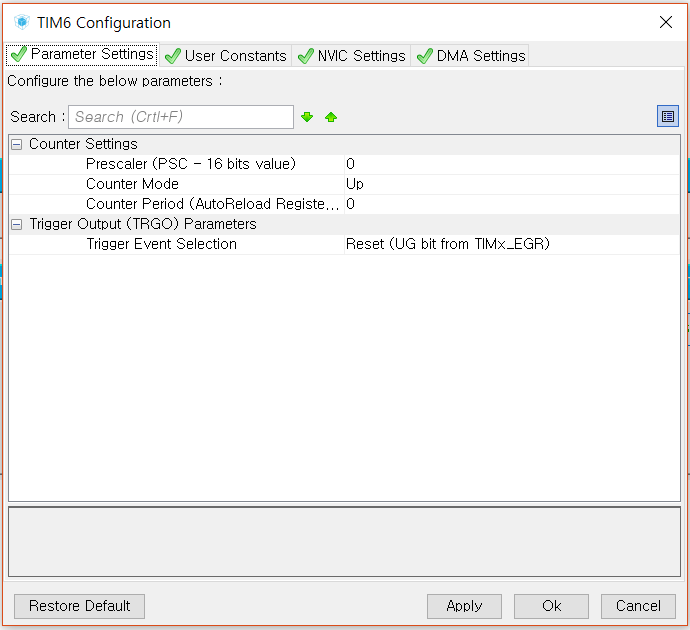 TIM6 Configuration
Parameter Settings User Constants NVIC Settings DMA Settings
Configure the below parameters :
Search : Search (Crtl+F)
Counter Settings
Prescaler (PSC - 16 bits value) 0
Counter Mode Up
Counter Period (AutoReload Registe... 0
Trigger Output (TRGO) Parameters
Trigger Event Selection Reset (UG bit from TIMx_EGR)
Restore Default Apply Ok Cancel